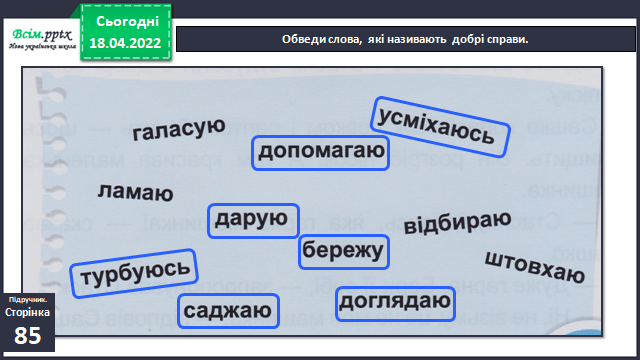 Всім.pptx
Нова українська школа
Сьогодні
18.04.2022
Обведи слова, які називають добрі справи.
галасую
усміхаюсь
допомагаю
ламаю
дарую
відбираю
бережу
штовхаю
турбуюсь
саджаю
доглядаю
Підручник.
Сторінка
85